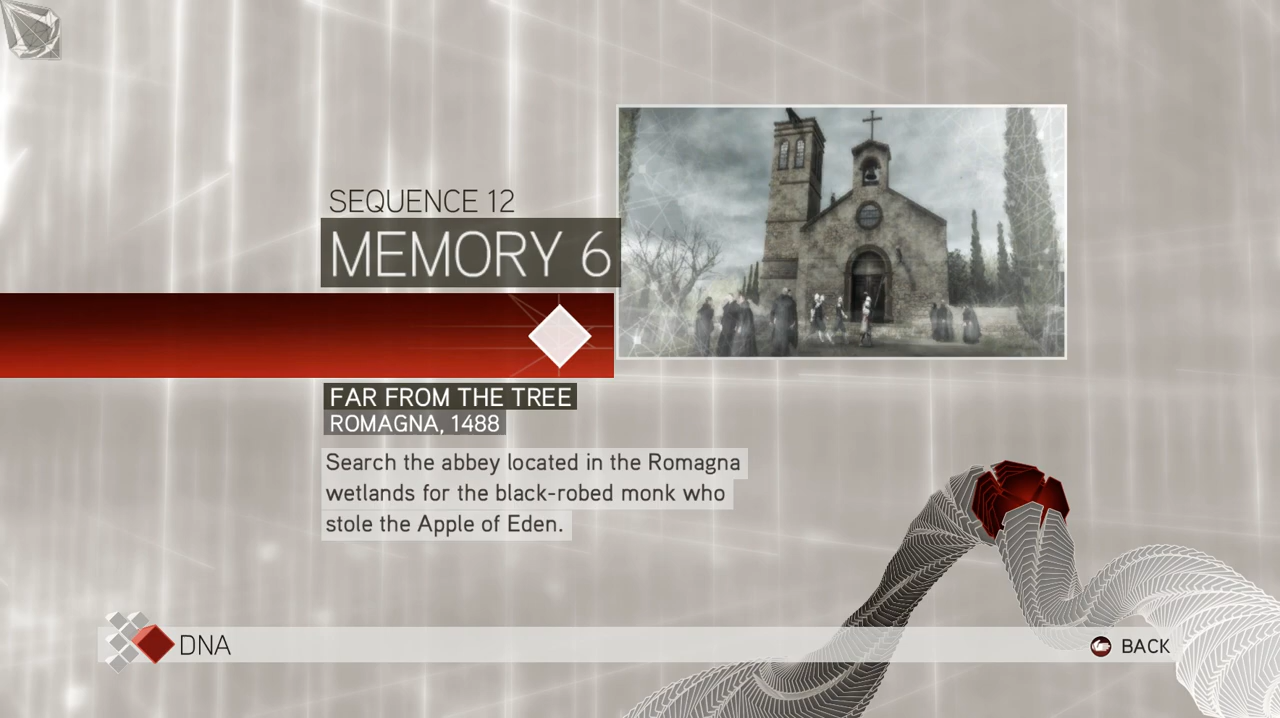 SEQUENCE 12
MEMORY 6
FAR FROM THE TREE
ROMAGNA, 1488
Search the abbey located in the Romagna
wetlands for the black-robed monk who
stole the Apple of Eden.
DNA
BACK